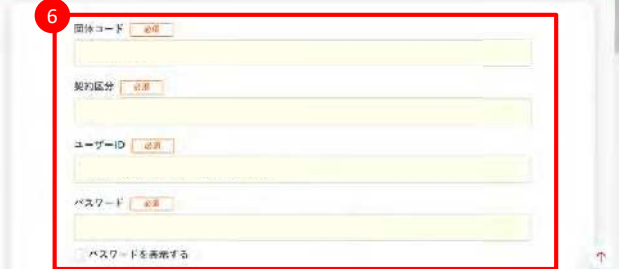 6
団体コード 必須
契約区分 必須
ユーザーID 必須
パスワード 必須
パスワードを表示する
↑